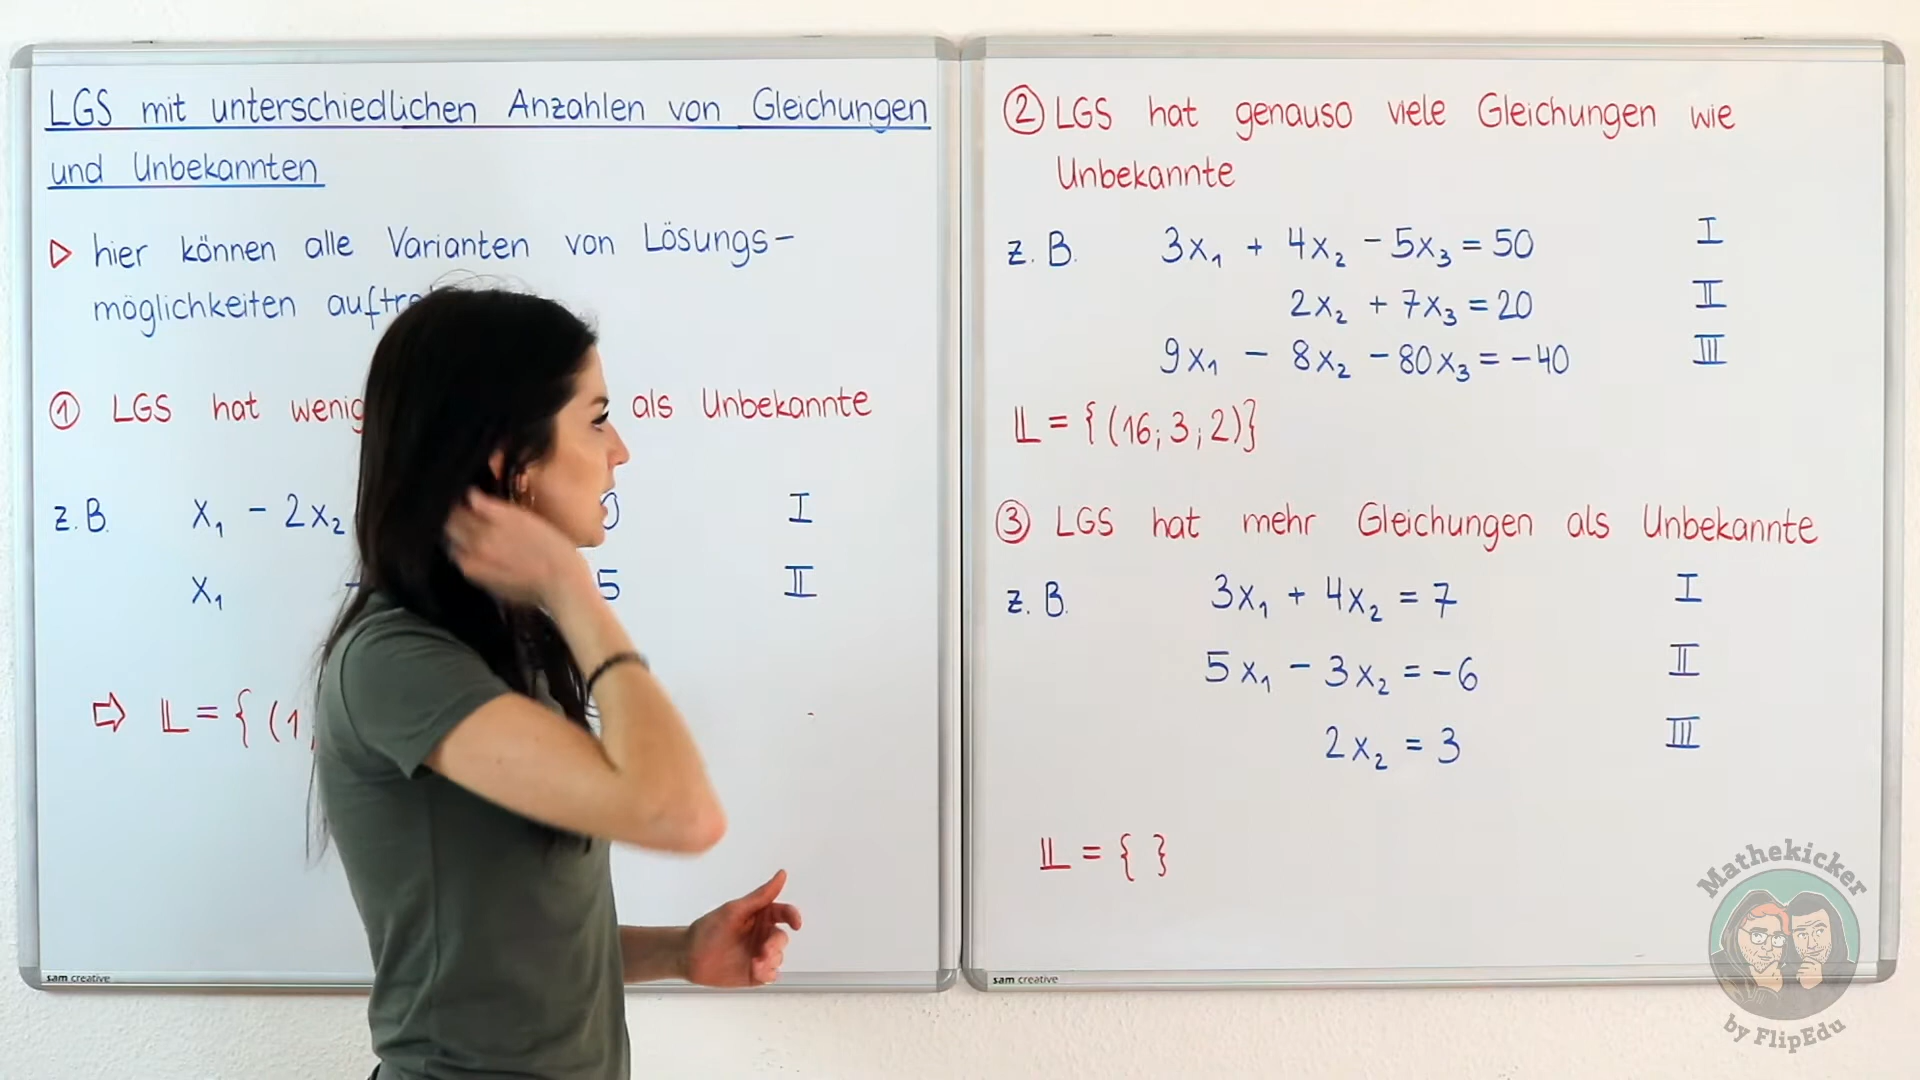 LGS mit unterschiedlichen Anzahlen von Gleichungen
und Unbekannten
▷ hier können alle Varianten von Lösungs-
möglichkeiten
① LGS hat als Unbekannte
z.B. x₁ - 2x₂ I
x₁ 5 II
⇨ 𝕃 = { (1,
sam creative
② LGS hat genauso viele Gleichungen wie
Unbekannte
z.B. 3x₁ + 4x₂ - 5x₃ = 50 I
2x₂ + 7x₃ = 20 II
9x₁ - 8x₂ - 80x₃ = -40 III
𝕃 = {(16; 3; 2)}
③ LGS hat mehr Gleichungen als Unbekannte
z.B. 3x₁ + 4x₂ = 7 I
5x₁ - 3x₂ = -6 II
2x₂ = 3 III
𝕃 = { }
sam creative
Mathekicker
by FlipEdu